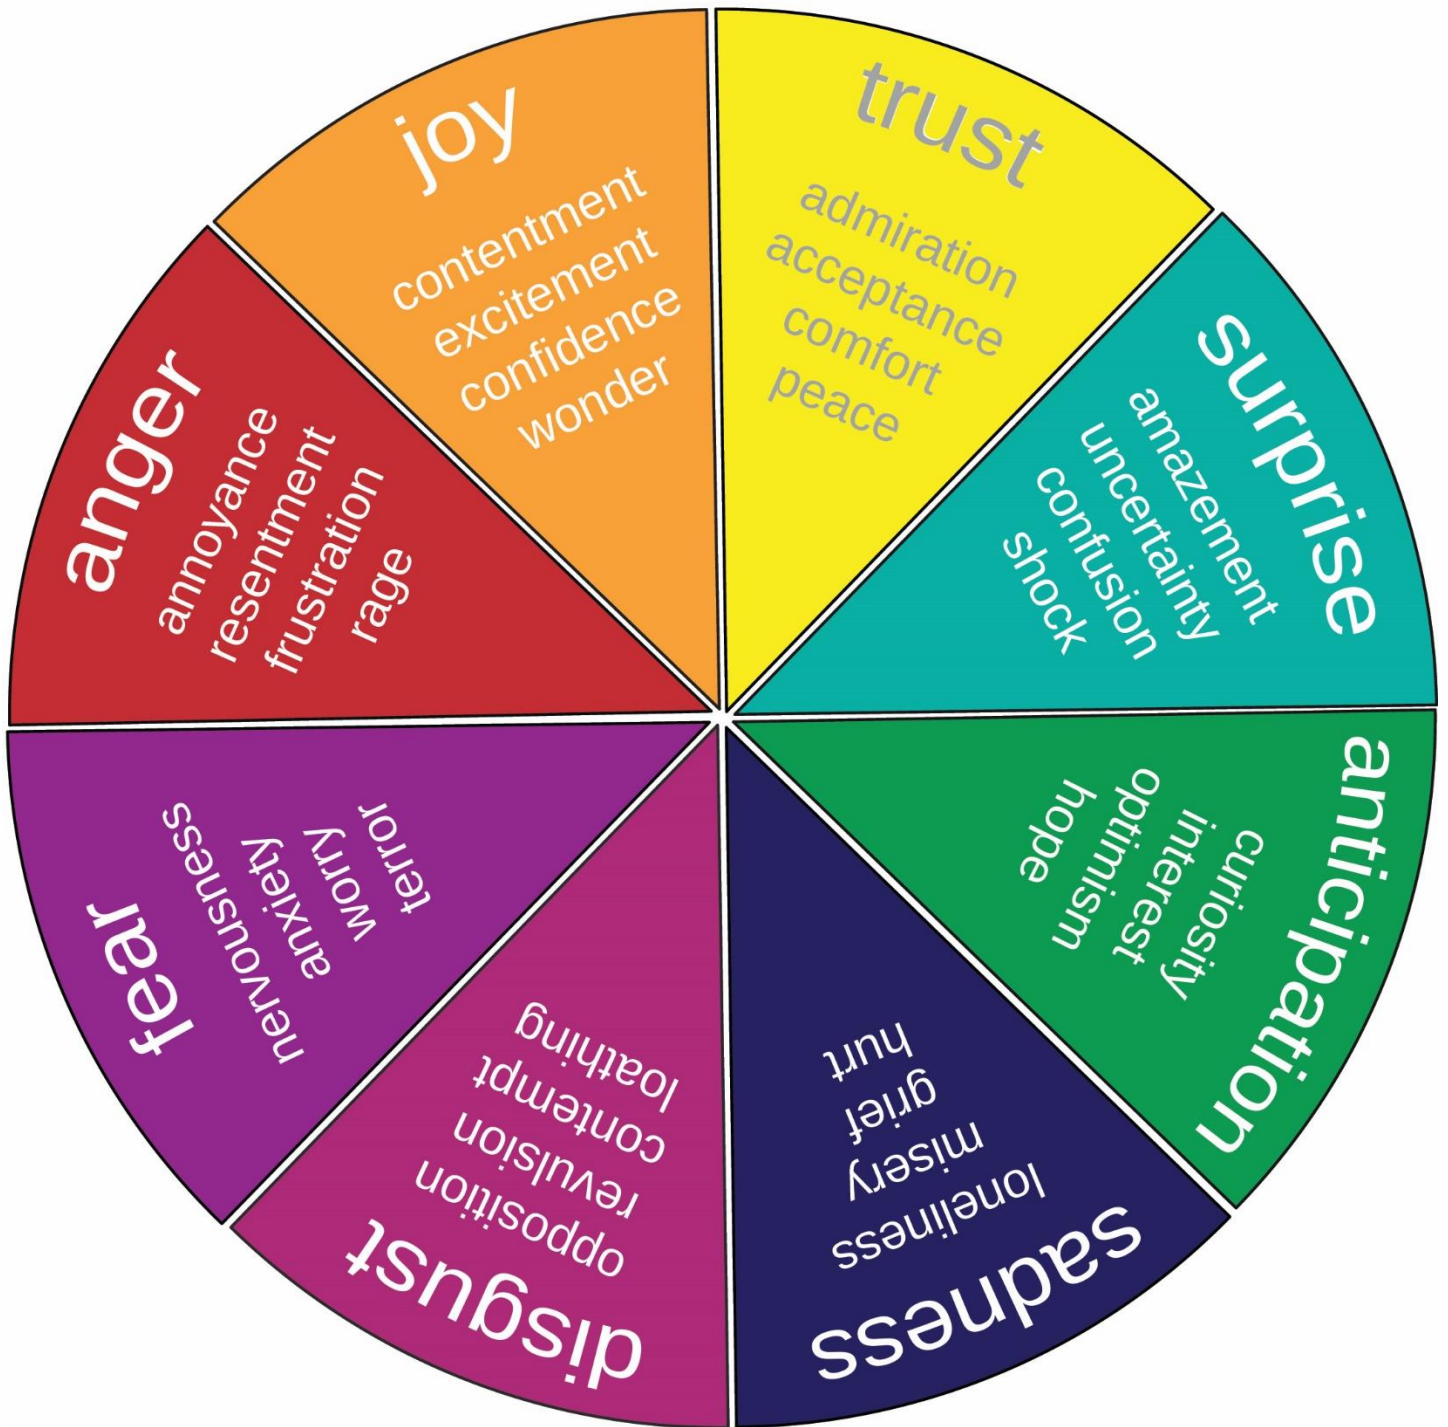 joy
contentment
excitement
confidence
wonder
trust
admiration
acceptance
comfort
peace
surprise
amazement
uncertainty
confusion
shock
anticipation
curiosity
interest
optimism
hope
sadness
loneliness
misery
grief
hurt
disgust
opposition
revulsion
contempt
loathing
fear
nervousness
anxiety
worry
terror
anger
annoyance
resentment
frustration
rage